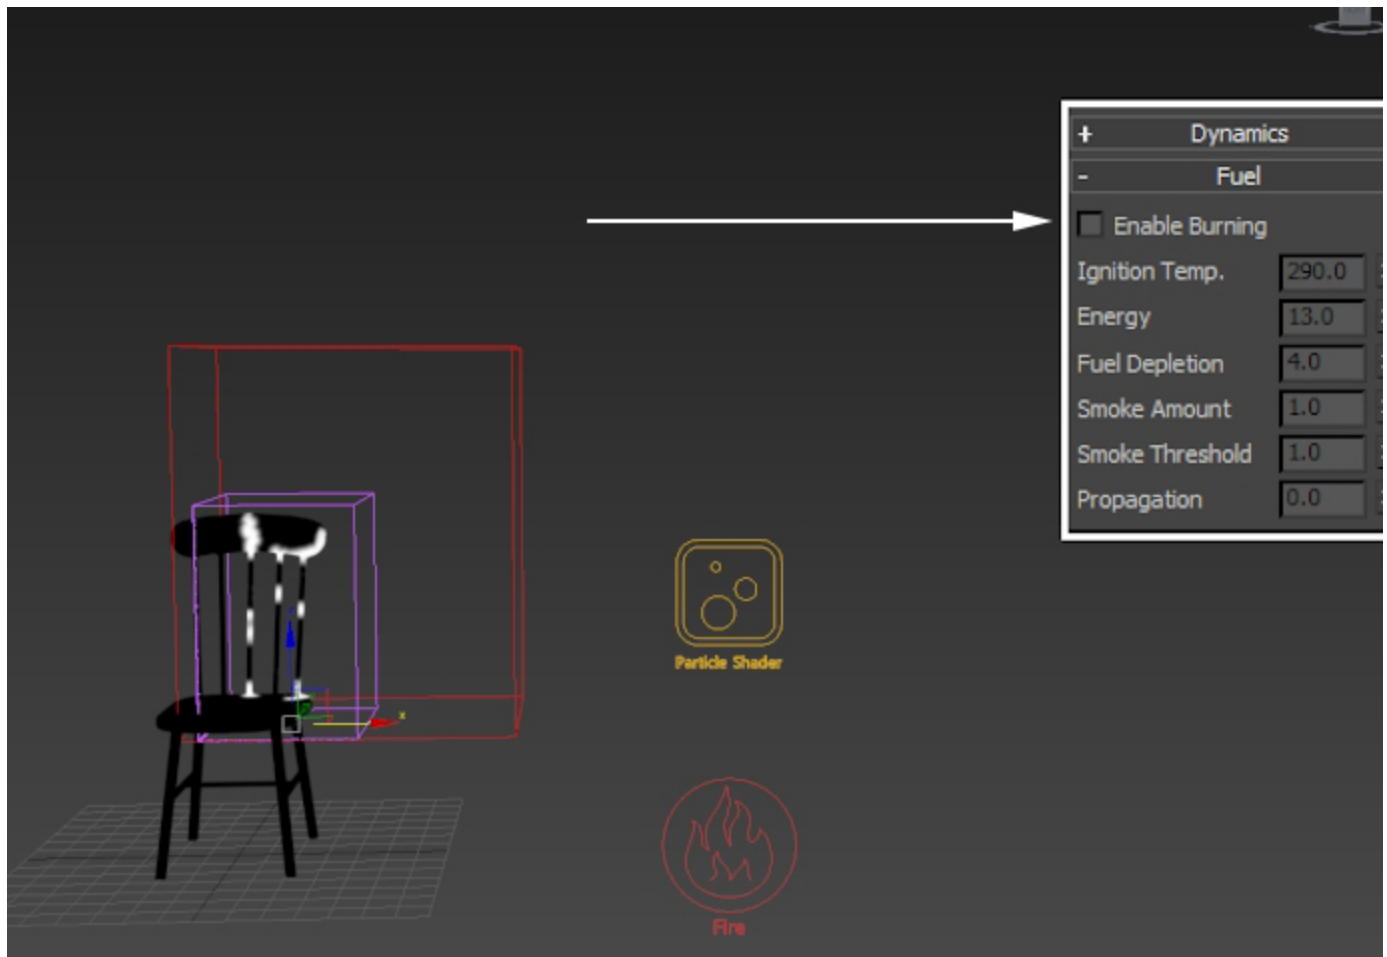 + Dynamics
- Fuel
Enable Burning
Ignition Temp. 290.0
Energy 13.0
Fuel Depletion 4.0
Smoke Amount 1.0
Smoke Threshold 1.0
Propagation 0.0
Particle Shader
x
Fire